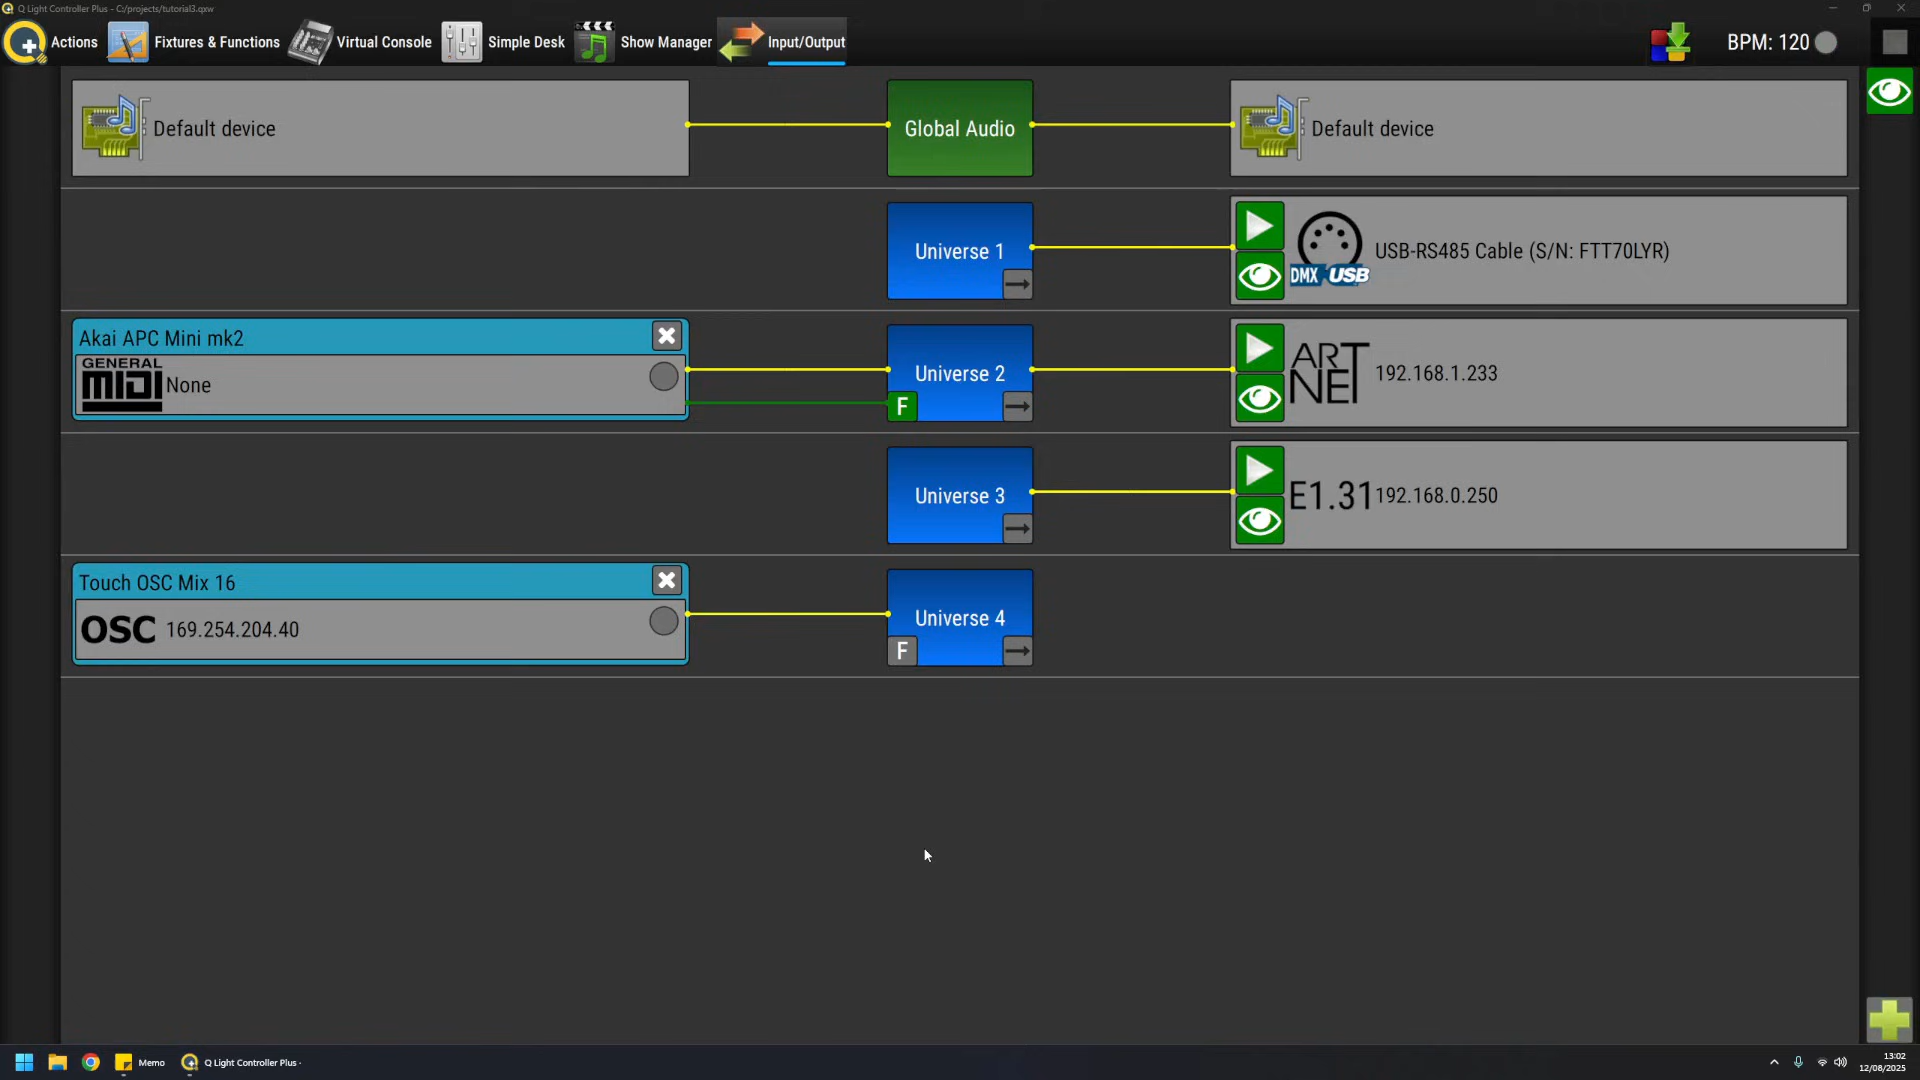 Q Light Controller Plus - C:/projects/tutorial3.qxw
Actions
Fixtures & Functions
Virtual Console
Simple Desk
Show Manager
Input/Output
BPM: 120
Default device
Global Audio
Default device
Universe 1
DMX USB
USB-RS485 Cable (S/N: FTT70LYR)
Akai APC Mini mk2
GENERAL
MIDI
None
Universe 2
F
ART
NET
192.168.1.233
Universe 3
E1.31
192.168.0.250
Touch OSC Mix 16
OSC
169.254.204.40
Universe 4
F
Memo
Q Light Controller Plus -
13:02
12/08/2025